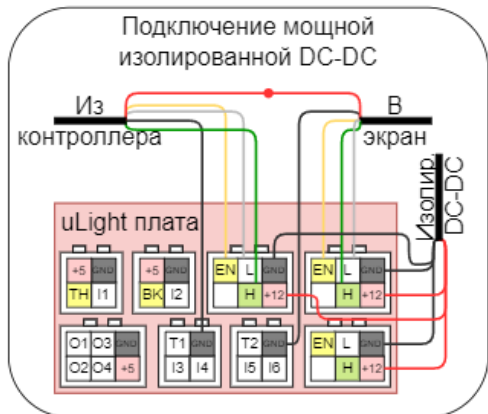 Подключение мощной
изолированной DC-DC
Из
контроллера
В
экран
Изолир.
DC-DC
uLight плата
+5 GND
TH I1
+5 GND
BK I2
EN L GND
H +12
EN L GND
H +12
O1 O3 GND
O2 O4 +5
T1 GND
I3 I4
T2 GND
I5 I6
EN L GND
H +12